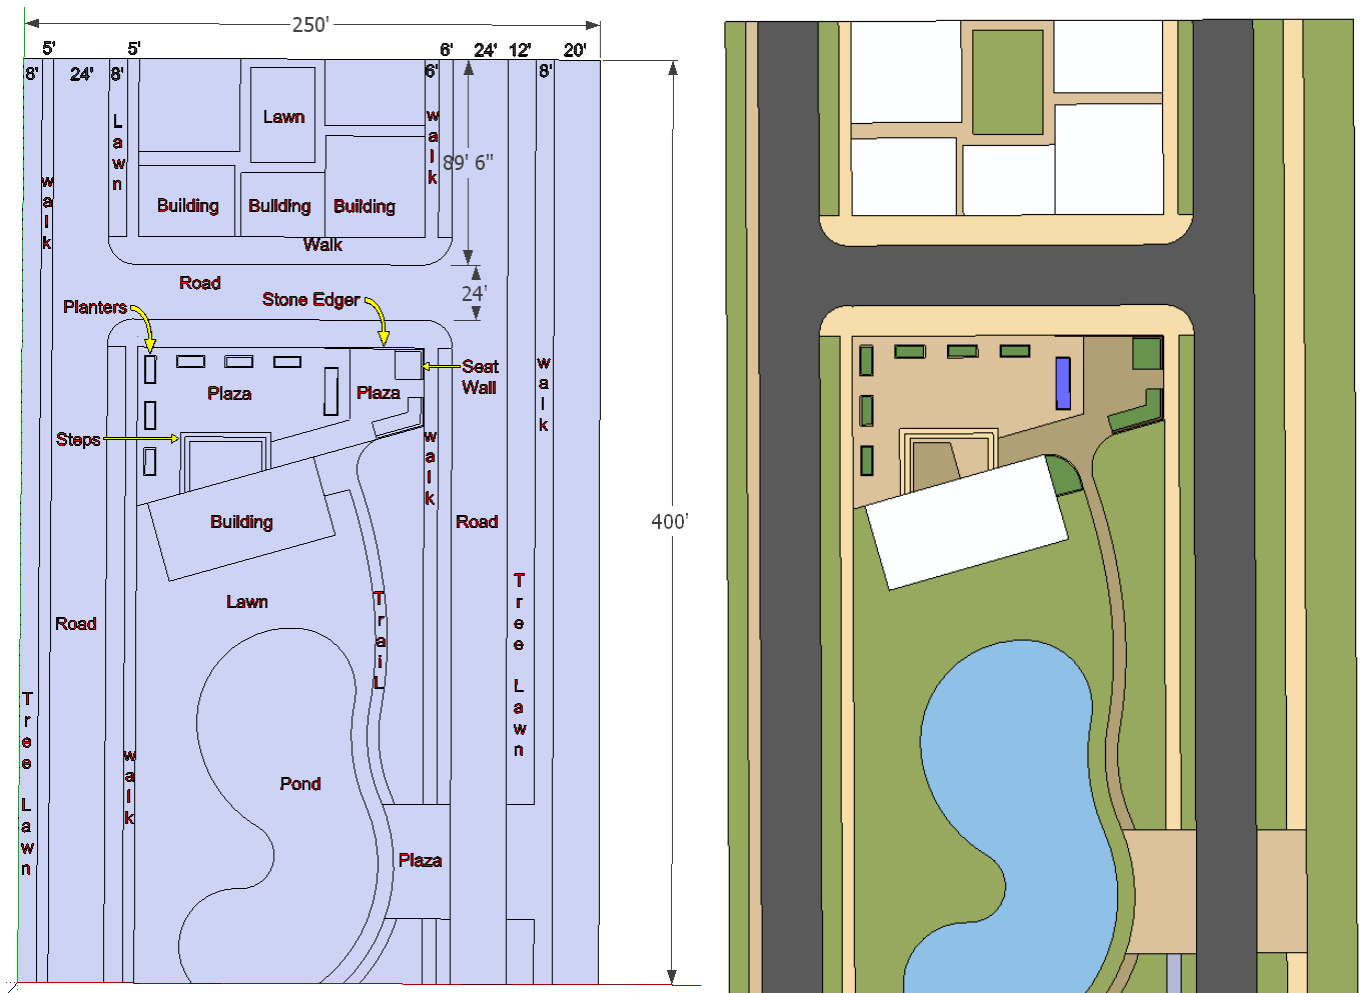 250'
5' 5' 6' 24' 12' 20'
8' 24' 8' 6' 8'
Lawn
Lawn
walk
89' 6"
walk
Building Building Building
Walk
Road
24'
Stone Edger
Planters
Seat
Wall
walk
Plaza Plaza
Steps
walk
Building
Road
400'
Tree Lawn
Lawn
Trail
Road
Tree Lawn
walk
Pond
Plaza